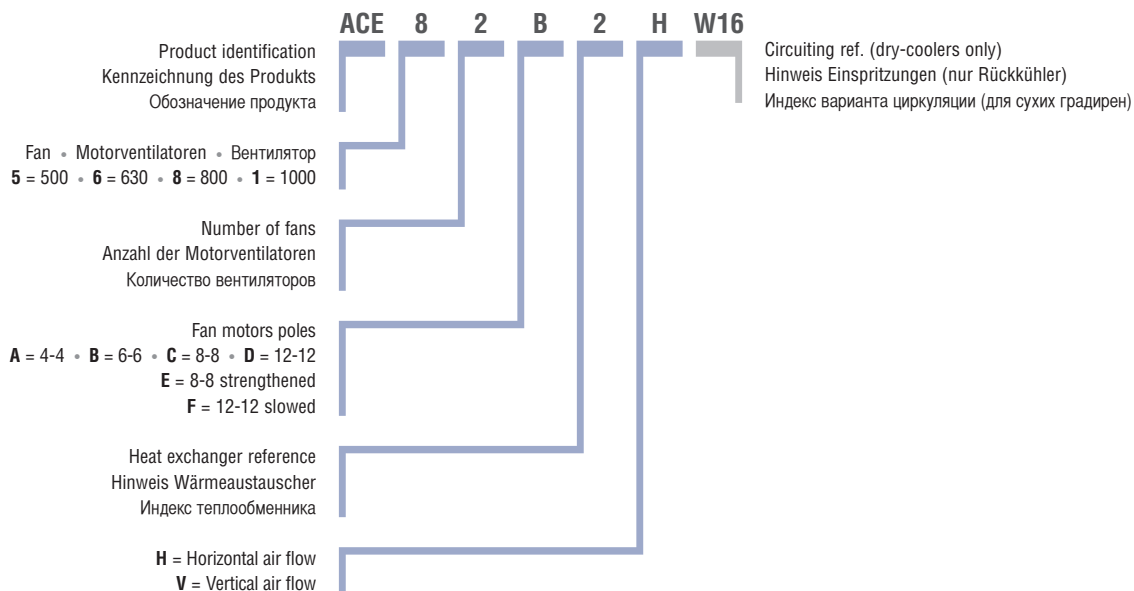 ACE 8 2 B 2 H W16
Product identification
Kennzeichnung des Produkts
Обозначение продукта
Circuiting ref. (dry-coolers only)
Hinweis Einspritzungen (nur Rückkühler)
Индекс варианта циркуляции (для сухих градирен)
Fan • Motorventilatoren • Вентилятор
5 = 500 • 6 = 630 • 8 = 800 • 1 = 1000
Number of fans
Anzahl der Motorventilatoren
Количество вентиляторов
Fan motors poles
A = 4-4 • B = 6-6 • C = 8-8 • D = 12-12
E = 8-8 strengthened
F = 12-12 slowed
Heat exchanger reference
Hinweis Wärmeaustauscher
Индекс теплообменника
H = Horizontal air flow
V = Vertical air flow